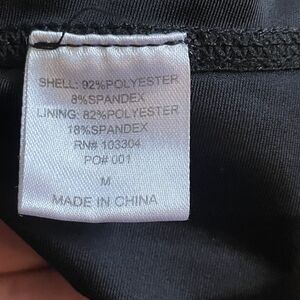 SHELL: 92%POLYESTER
8%SPANDEX
LINING: 82%POLYESTER
18%SPANDEX
RN# 103304
PO# 001
M
MADE IN CHINA